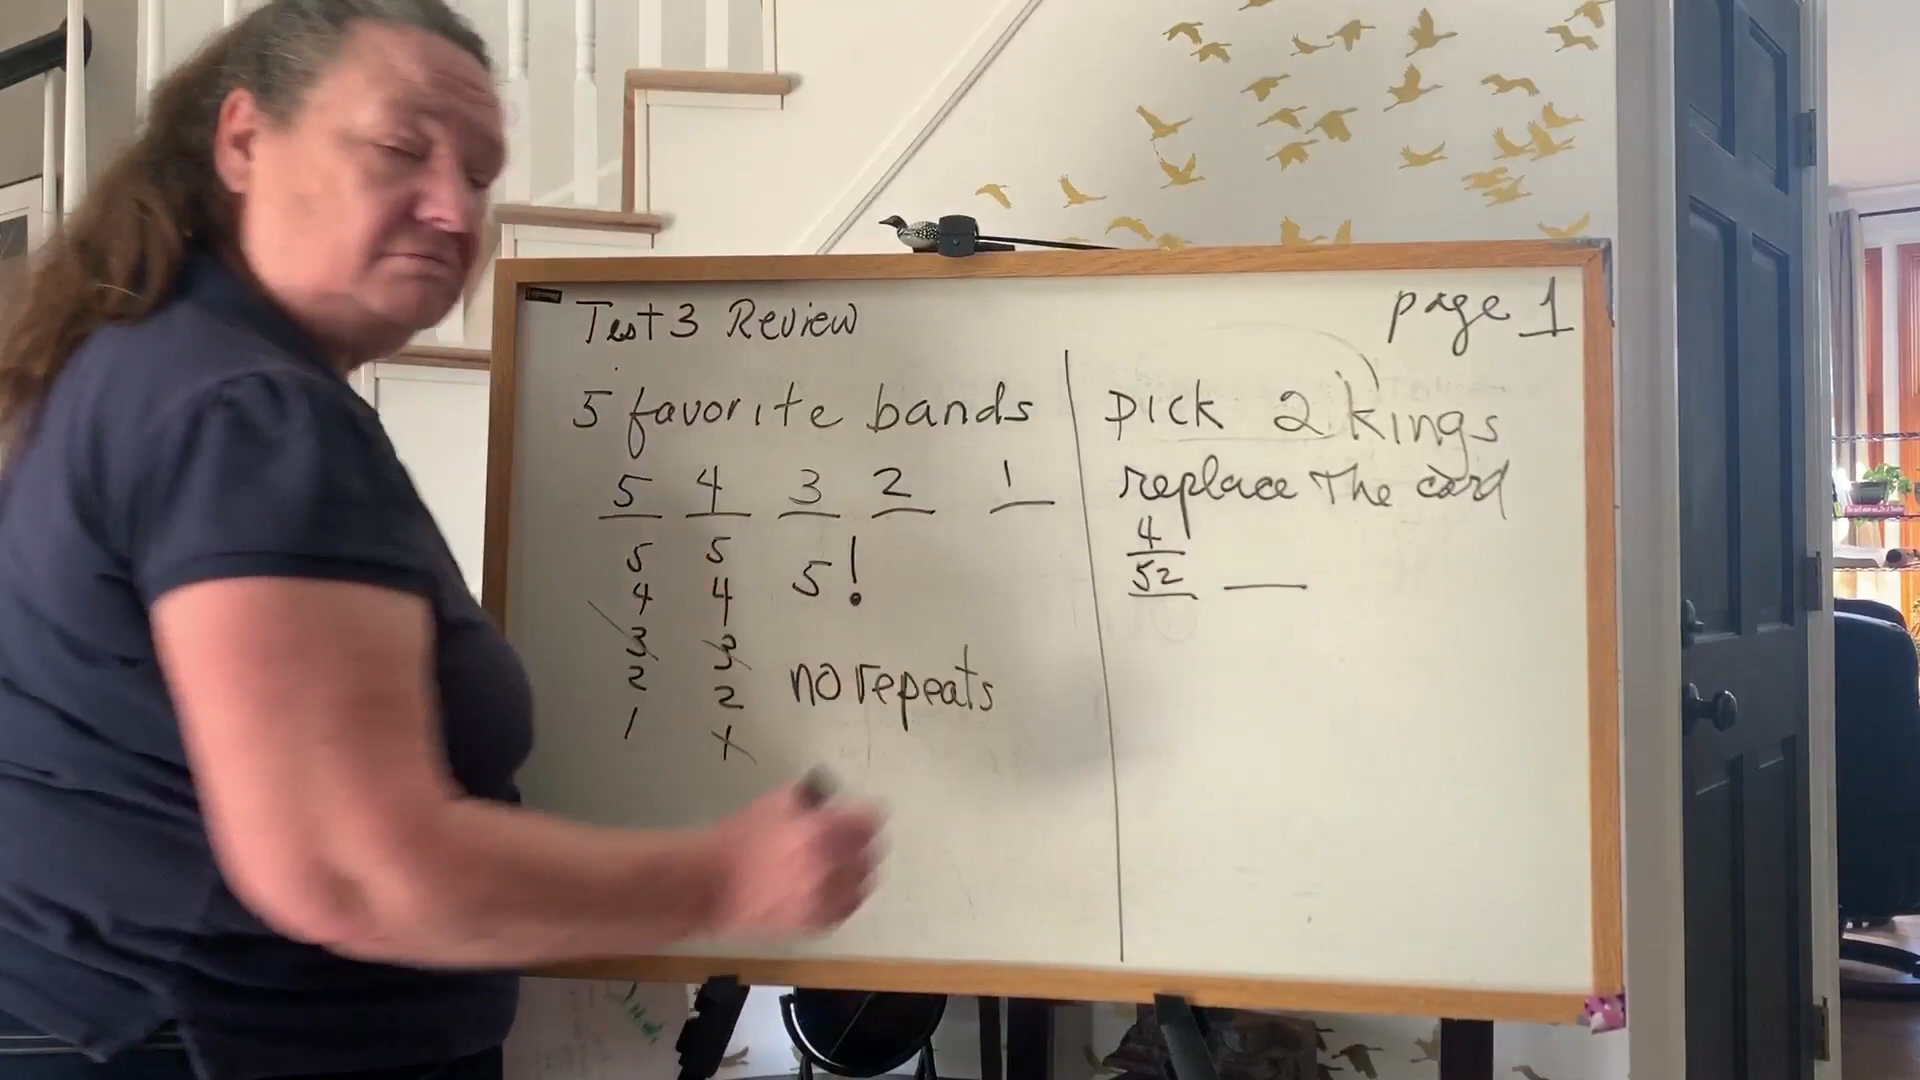 Test 3 Review
page 1
5 favorite bands
5 4 3 2 1
5 5 5!
4 4
3 3
2 2 no repeats
1 1
Pick 2 kings
replace The card
4
52